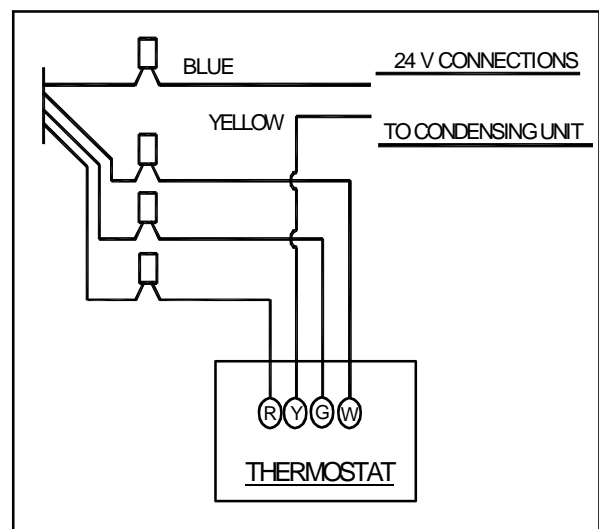 BLUE
24 V CONNECTIONS
YELLOW
TO CONDENSING UNIT
R Y G W
THERMOSTAT